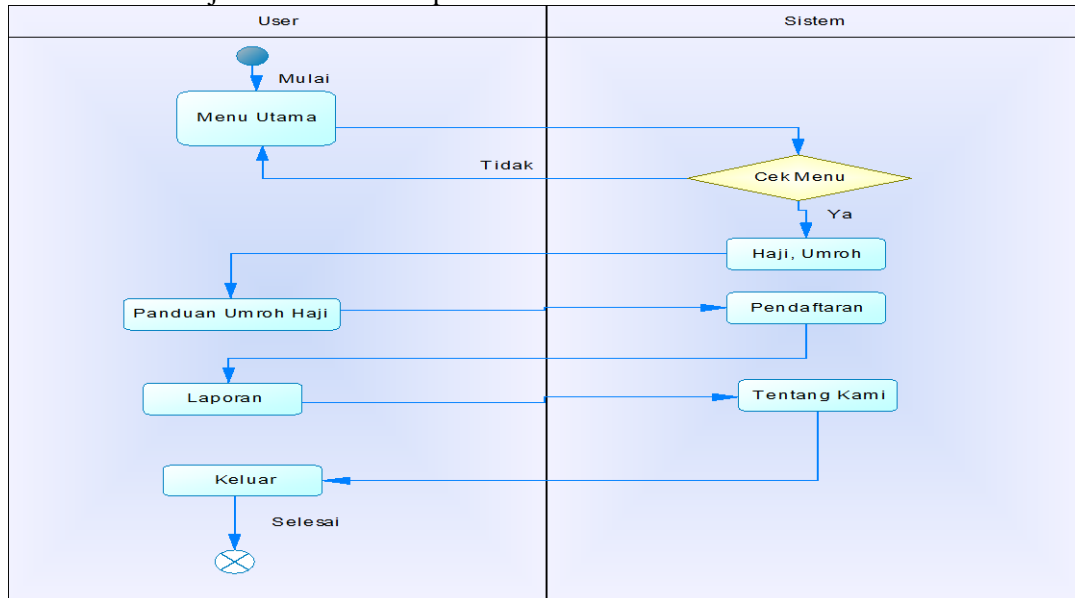 User
Sistem
Mulai
Menu Utama
Tidak
Cek Menu
Ya
Haji, Umroh
Panduan Umroh Haji
Pendaftaran
Laporan
Tentang Kami
Keluar
Selesai